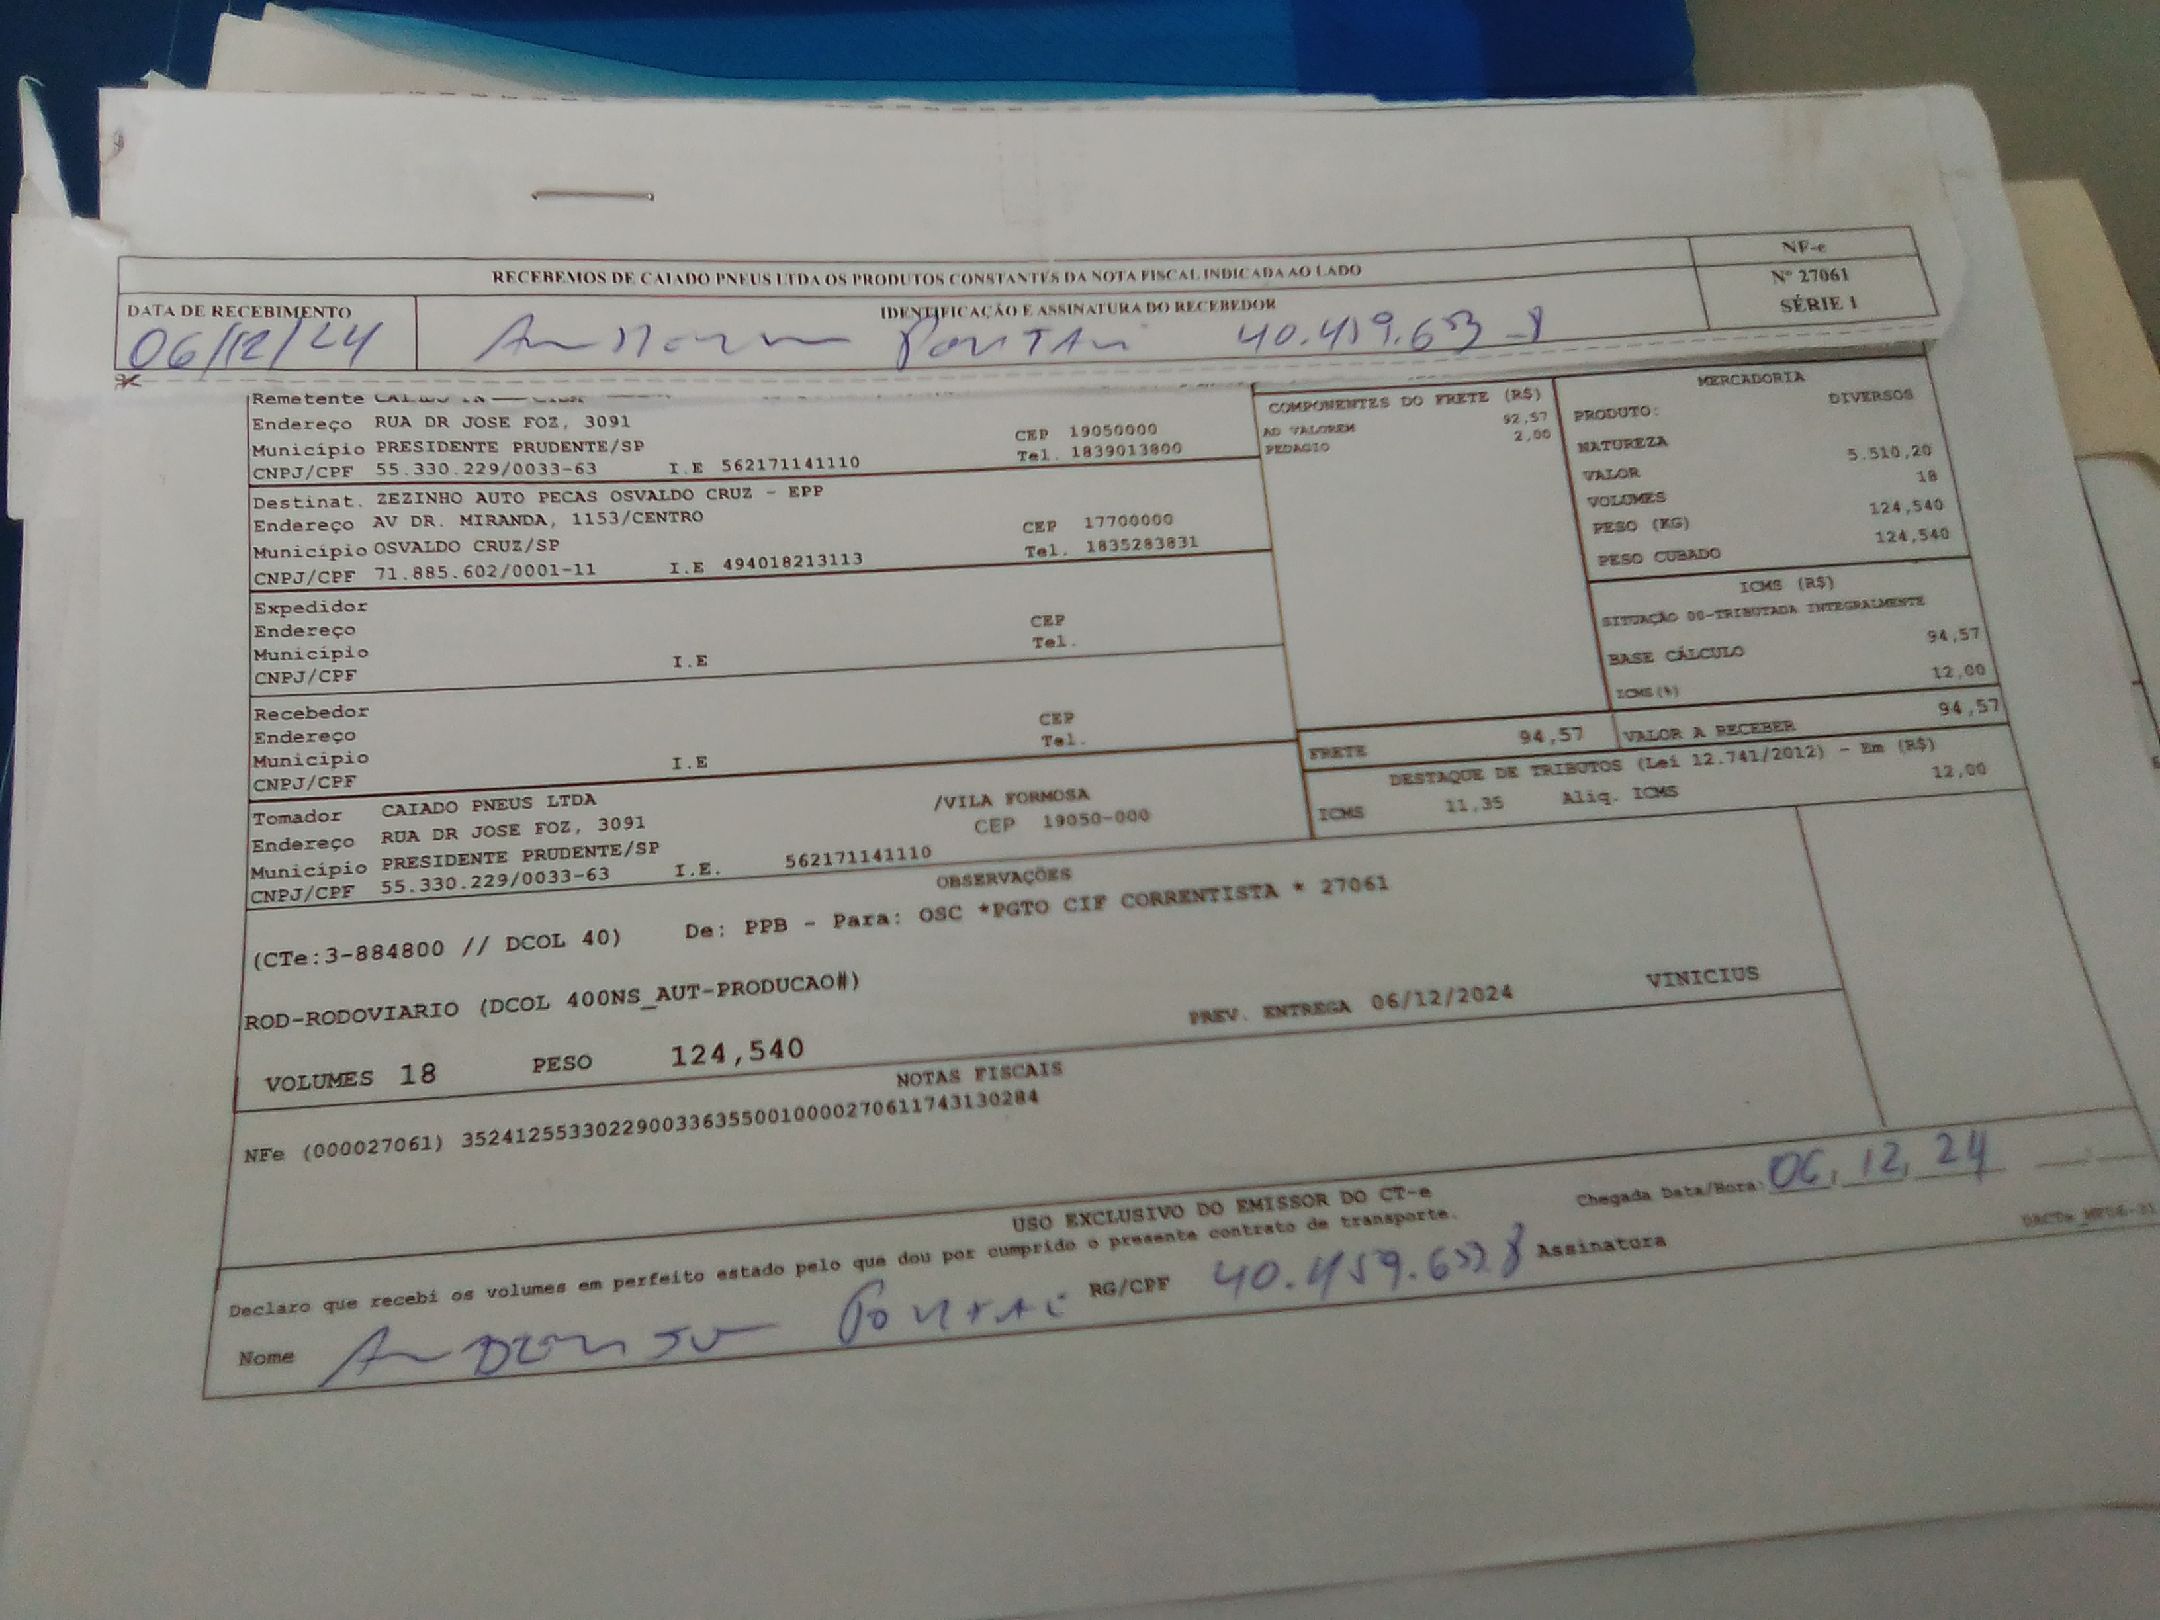 NF-e
RECEBEMOS DE CAIADO PNEUS LTDA OS PRODUTOS CONSTANTES DA NOTA FISCAL INDICADA AO LADO
Nº 27061
SÉRIE 1
DATA DE RECEBIMENTO
IDENTIFICAÇÃO E ASSINATURA DO RECEBEDOR
06/12/24
40.459.653-8
Remetente
Endereço RUA DR JOSE FOZ, 3091
CEP 19050000
Município PRESIDENTE PRUDENTE/SP
Tel. 1839013800
CNPJ/CPF 55.330.229/0033-63 I.E 562171141110
Destinat. ZEZINHO AUTO PECAS OSVALDO CRUZ - EPP
Endereço AV DR. MIRANDA, 1153/CENTRO
CEP 17700000
Município OSVALDO CRUZ/SP
Tel. 1835283831
CNPJ/CPF 71.885.602/0001-11 I.E 494018213113
Expedidor
Endereço CEP
Município Tel.
CNPJ/CPF I.E
Recebedor
Endereço CEP
Município Tel.
CNPJ/CPF I.E
Tomador CAIADO PNEUS LTDA
Endereço RUA DR JOSE FOZ, 3091 /VILA FORMOSA
Município PRESIDENTE PRUDENTE/SP CEP 19050-000
CNPJ/CPF 55.330.229/0033-63 I.E. 562171141110
COMPONENTES DO FRETE (R$)
AD VALOREM 92,57
PEDAGIO 2,00
MERCADORIA
PRODUTO: DIVERSOS
NATUREZA
VALOR 5.510,20
VOLUMES 18
PESO (KG) 124,540
PESO CUBADO 124,540
ICMS (R$)
SITUAÇÃO 00-TRIBUTADA INTEGRALMENTE
BASE CÁLCULO 94,57
ICMS(%) 12,00
FRETE 94,57 VALOR A RECEBER 94,57
DESTAQUE DE TRIBUTOS (Lei 12.741/2012) - Em (R$)
ICMS 11,35 Aliq. ICMS 12,00
OBSERVAÇÕES
(CTe:3-884800 // DCOL 40) De: PPB - Para: OSC *PGTO CIF CORRENTISTA * 27061
ROD-RODOVIARIO (DCOL 400NS_AUT-PRODUCAO#)
PREV. ENTREGA 06/12/2024 VINICIUS
VOLUMES 18 PESO 124,540
NOTAS FISCAIS
NFe (000027061) 35241255330229003363550010000270611743130284
USO EXCLUSIVO DO EMISSOR DO CT-e
Chegada Data/Hora: 06,12,24
Declaro que recebi os volumes em perfeito estado pelo que dou por cumprido o presente contrato de transporte.
Nome RG/CPF 40.459.653 8 Assinatura